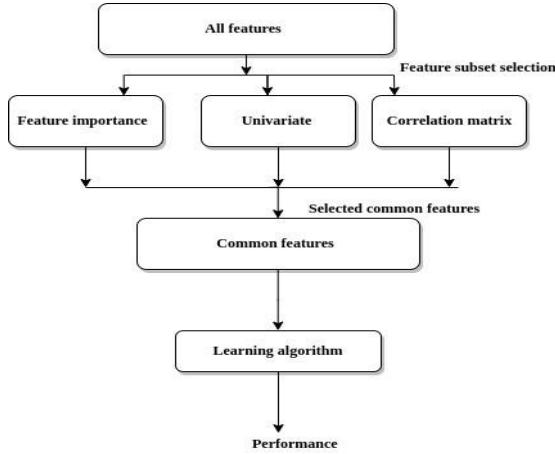 All features
Feature subset selection
Feature importance
Univariate
Correlation matrix
Selected common features
Common features
Learning algorithm
Performance